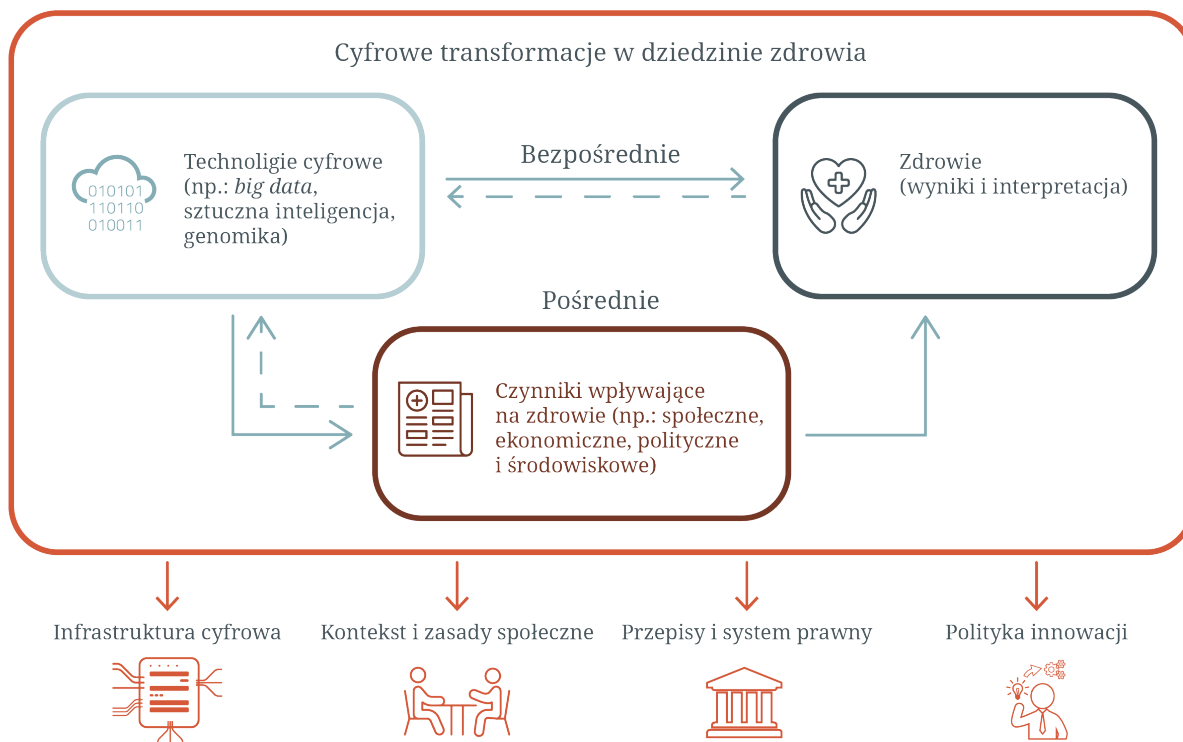 Cyfrowe transformacje w dziedzinie zdrowia
Technoligie cyfrowe
(np.: big data,
sztuczna inteligencja,
genomika)
010101
110110
010011
Bezpośrednie
Zdrowie
(wyniki i interpretacja)
Pośrednie
Czynniki wpływające
na zdrowie (np.: społeczne,
ekonomiczne, polityczne
i środowiskowe)
Infrastruktura cyfrowa
Kontekst i zasady społeczne
Przepisy i system prawny
Polityka innowacji